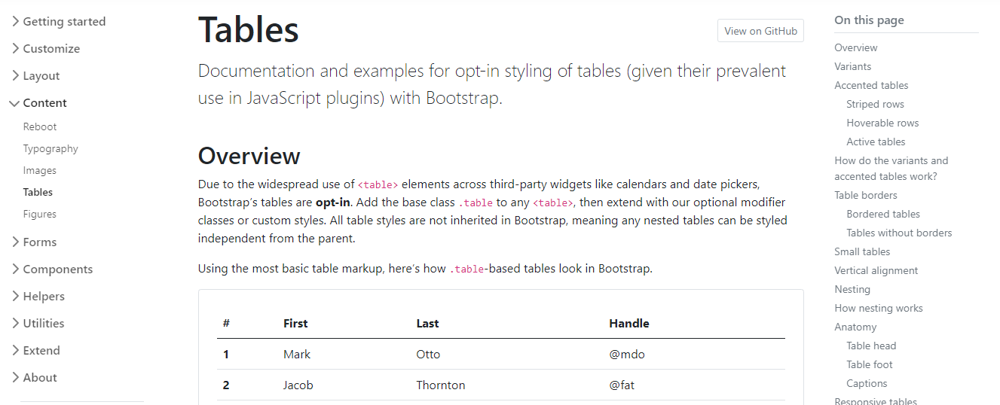 Getting started
Customize
Layout
Content
Reboot
Typography
Images
Tables
Figures
Forms
Components
Helpers
Utilities
Extend
About
Tables
View on GitHub
Documentation and examples for opt-in styling of tables (given their prevalent
use in JavaScript plugins) with Bootstrap.
Overview
Due to the widespread use of <table> elements across third-party widgets like calendars and date pickers,
Bootstrap's tables are opt-in. Add the base class .table to any <table>, then extend with our optional modifier
classes or custom styles. All table styles are not inherited in Bootstrap, meaning any nested tables can be styled
independent from the parent.
Using the most basic table markup, here's how .table-based tables look in Bootstrap.
# First Last Handle
1 Mark Otto @mdo
2 Jacob Thornton @fat
On this page
Overview
Variants
Accented tables
Striped rows
Hoverable rows
Active tables
How do the variants and
accented tables work?
Table borders
Bordered tables
Tables without borders
Small tables
Vertical alignment
Nesting
How nesting works
Anatomy
Table head
Table foot
Captions
Responsive tables